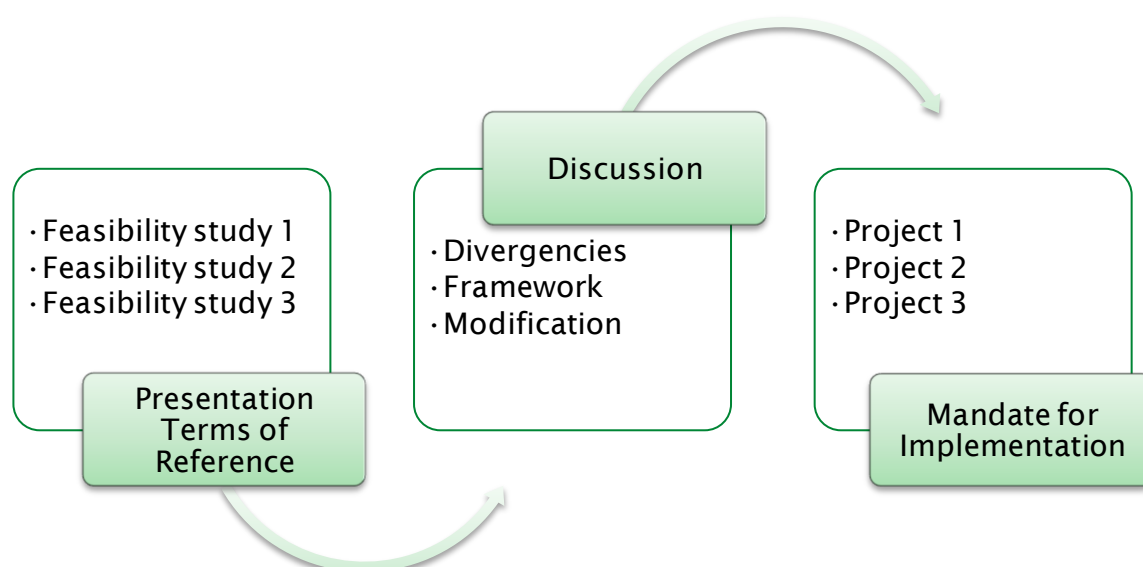 ·Feasibility study 1
·Feasibility study 2
·Feasibility study 3
Presentation
Terms of
Reference
Discussion
·Divergencies
·Framework
·Modification
·Project 1
·Project 2
·Project 3
Mandate for
Implementation